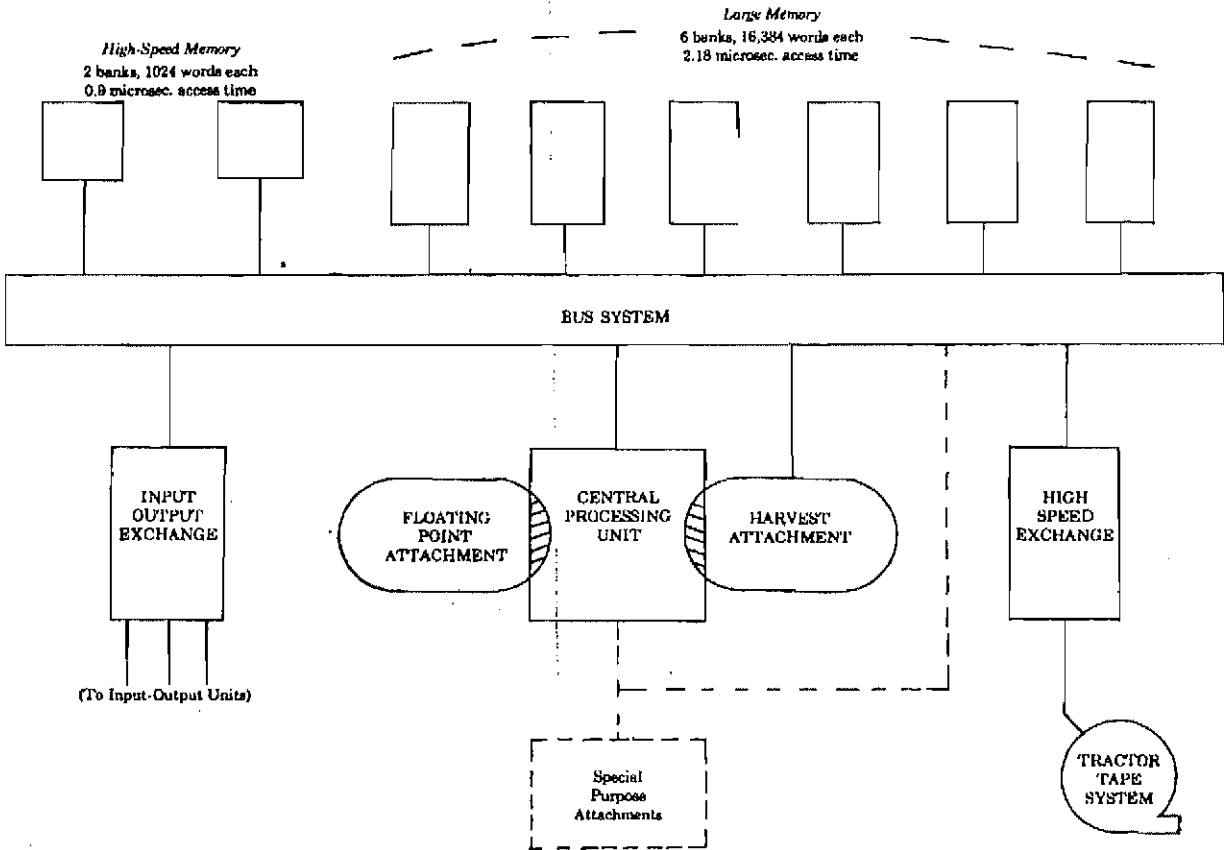 High-Speed Memory
2 banks, 1024 words each
0.9 microsec. access time
Large Memory
6 banks, 16,384 words each
2.18 microsec. access time
BUS SYSTEM
INPUT
OUTPUT
EXCHANGE
FLOATING
POINT
ATTACHMENT
CENTRAL
PROCESSING
UNIT
HARVEST
ATTACHMENT
HIGH
SPEED
EXCHANGE
(To Input-Output Units)
Special
Purpose
Attachments
TRACTOR
TAPE
SYSTEM